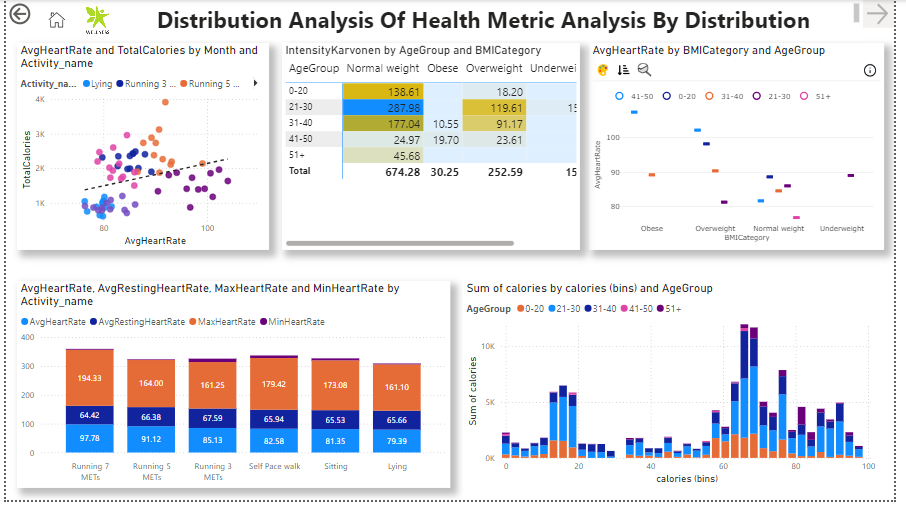 Distribution Analysis Of Health Metric Analysis By Distribution
WELLNESS
AvgHeartRate and TotalCalories by Month and
Activity_name
Activity_na... Lying Running 3 ... Running 5 ...
4K
3K
2K
1K
TotalCalories
80 100
AvgHeartRate
IntensityKarvonen by AgeGroup and BMICategory
AgeGroup Normal weight Obese Overweight Underwei
0-20 138.61 18.20
21-30 287.98 119.61 15
31-40 177.04 10.55 91.17
41-50 24.97 19.70 23.61
51+ 45.68
Total 674.28 30.25 252.59 15
AvgHeartRate by BMICategory and AgeGroup
41-50 0-20 31-40 21-30 51+
100
90
80
AvgHeartRate
Obese Overweight Normal weight Underweight
BMICategory
AvgHeartRate, AvgRestingHeartRate, MaxHeartRate and MinHeartRate by
Activity_name
AvgHeartRate AvgRestingHeartRate MaxHeartRate MinHeartRate
400
300
200
100
0
194.33 164.00 161.25 179.42 173.08 161.10
64.42 66.38 67.59 65.94 65.53 65.66
97.78 91.12 85.13 82.58 81.35 79.39
Running 7 Running 5 Running 3 Self Pace walk Sitting Lying
METs METs METs
Sum of calories by calories (bins) and AgeGroup
AgeGroup 0-20 21-30 31-40 41-50 51+
10K
5K
0K
Sum of calories
0 20 40 60 80 100
calories (bins)